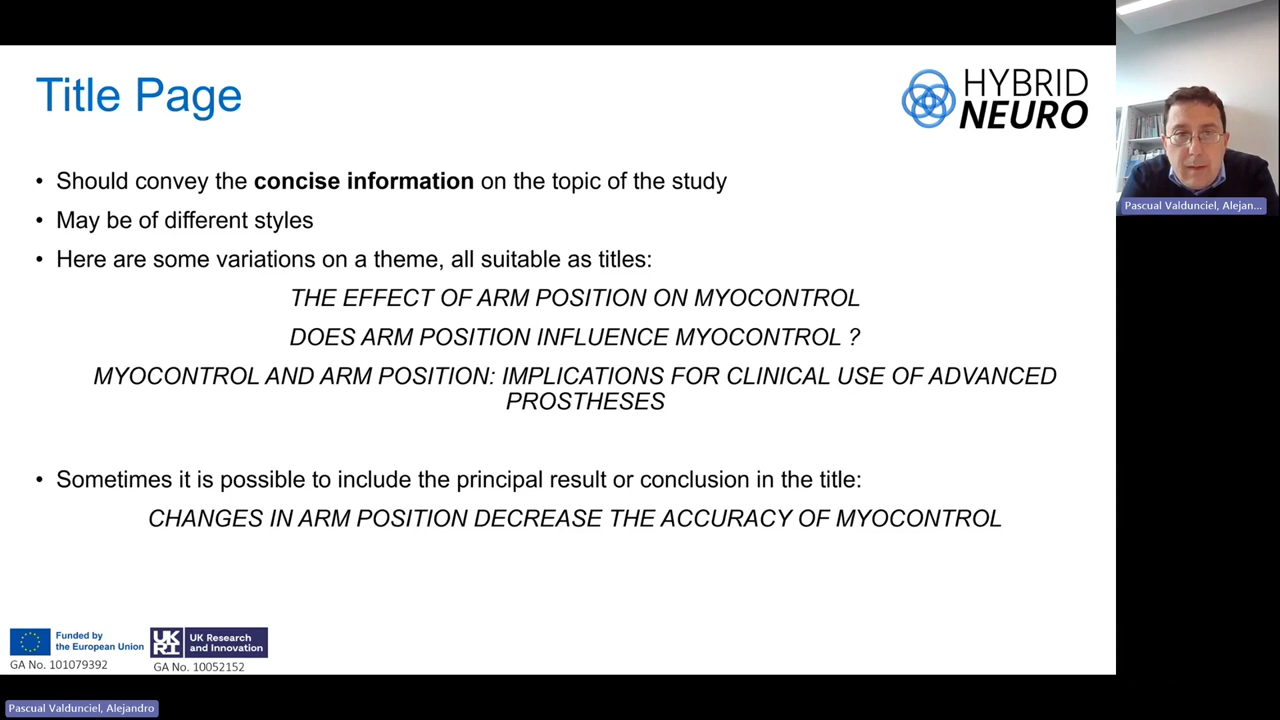 Title Page
HYBRID
NEURO
• Should convey the concise information on the topic of the study
• May be of different styles
• Here are some variations on a theme, all suitable as titles:
THE EFFECT OF ARM POSITION ON MYOCONTROL
DOES ARM POSITION INFLUENCE MYOCONTROL ?
MYOCONTROL AND ARM POSITION: IMPLICATIONS FOR CLINICAL USE OF ADVANCED
PROSTHESES
• Sometimes it is possible to include the principal result or conclusion in the title:
CHANGES IN ARM POSITION DECREASE THE ACCURACY OF MYOCONTROL
Funded by
the European Union
GA No. 101079392
UKRI
UK Research
and Innovation
GA No. 10052152
Pascual Valdunciel, Alejan...
Pascual Valdunciel, Alejandro